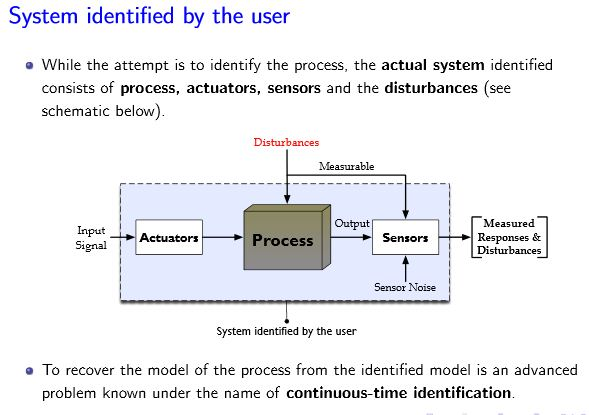 System identified by the user
While the attempt is to identify the process, the actual system identified
consists of process, actuators, sensors and the disturbances (see
schematic below).
Disturbances
Measurable
Input
Signal
Actuators
Process
Output
Sensors
Measured
Responses &
Disturbances
Sensor Noise
System identified by the user
To recover the model of the process from the identified model is an advanced
problem known under the name of continuous-time identification.